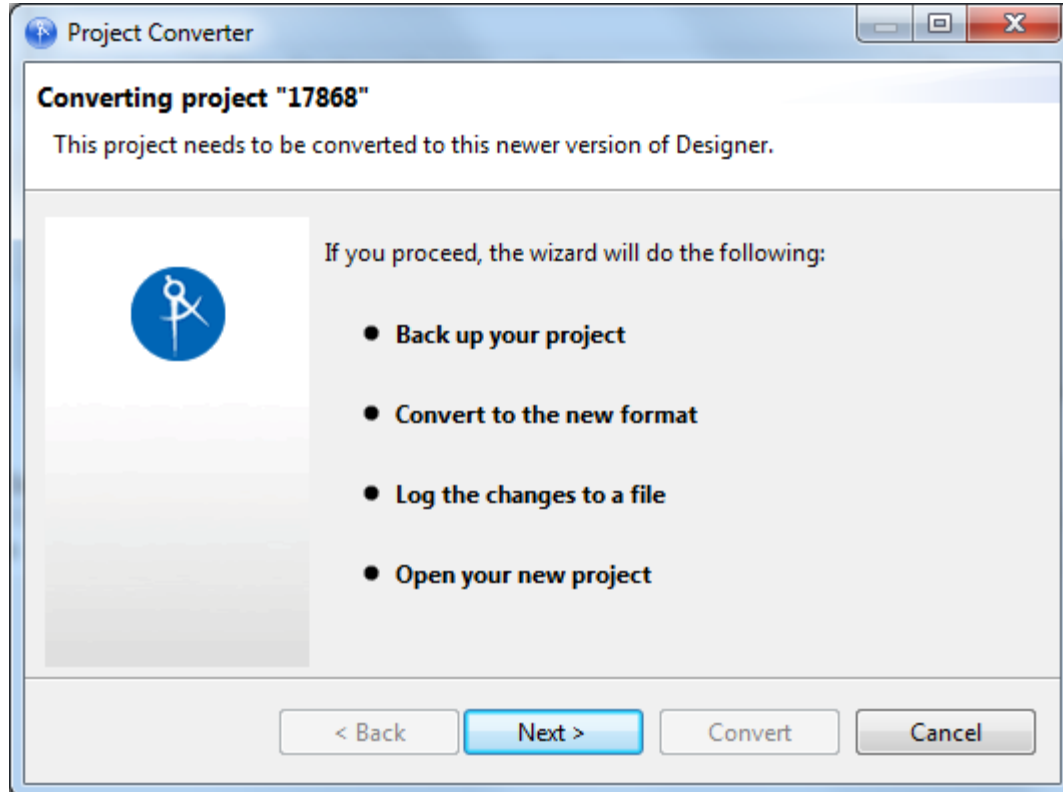 Project Converter
Converting project "17868"
This project needs to be converted to this newer version of Designer.
If you proceed, the wizard will do the following:
● Back up your project
● Convert to the new format
● Log the changes to a file
● Open your new project
< Back Next > Convert Cancel